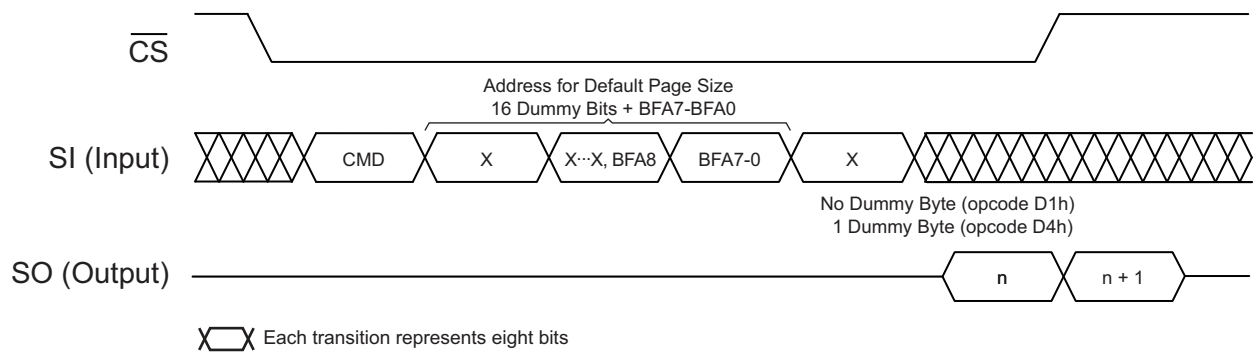 CS
Address for Default Page Size
16 Dummy Bits + BFA7-BFA0
SI (Input)
CMD
X
X···X, BFA8
BFA7-0
X
No Dummy Byte (opcode D1h)
1 Dummy Byte (opcode D4h)
SO (Output)
n
n + 1
Each transition represents eight bits